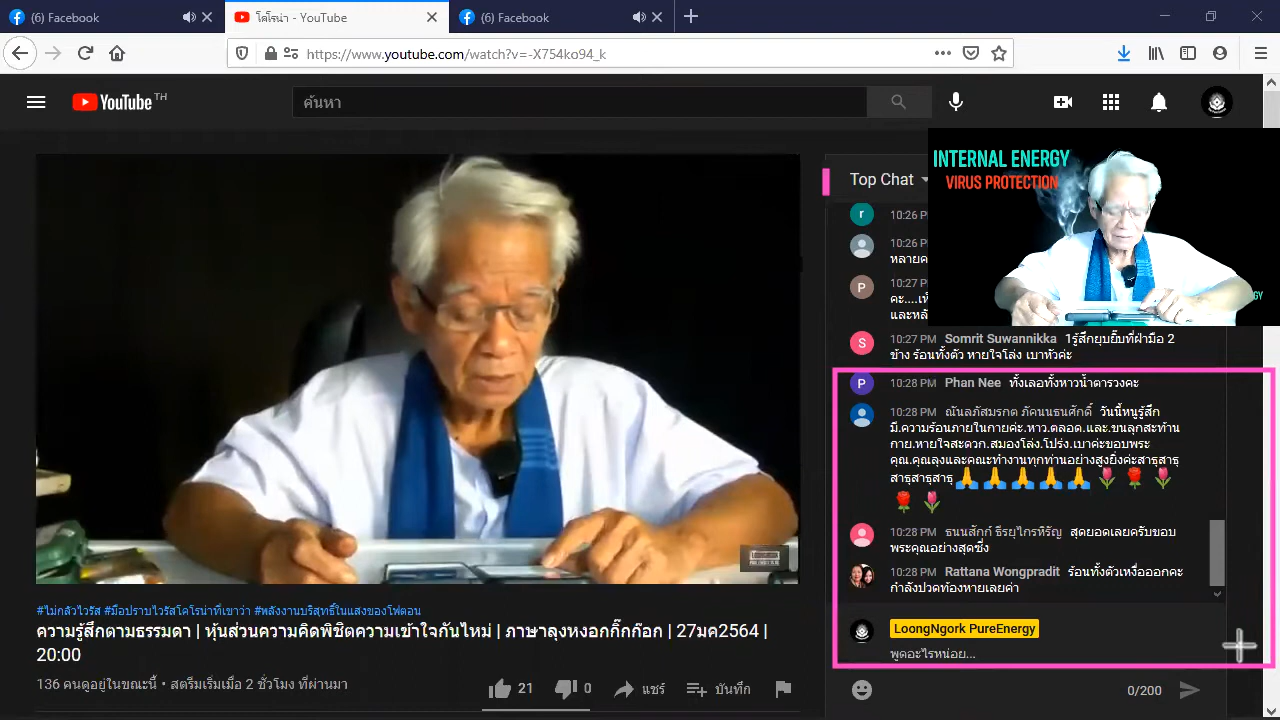 (6) Facebook
โคโรน่า - YouTube
(6) Facebook
https://www.youtube.com/watch?v=-X754ko94_k
YouTube TH
ค้นหา
INTERNAL ENERGY
VIRUS PROTECTION
Top Chat
r 10:26 P
10:26 P
หลายค
P 10:27 P
คะ....เห็
และหลั
S 10:27 PM Somrit Suwannikka 1รู้สึกยุบยิ๊บที่ฝ่ามือ 2
ข้าง ร้อนทั้งตัว หายใจโล่ง เบาหัวค่ะ
P 10:28 PM Phan Nee ทั้งเลอทั้งหาวน้ำตารวงคะ
10:28 PM ณันลภัสมรกต ภัคนนธนศักดิ์ วันนี้หนูรู้สึก
มี.ความร้อนภายในกายค่ะ.หาว.ตลอด.และ.ขนลุกสะท้าน
กาย.หายใจสะดวก.สมองโล่ง.โปร่ง.เบาค่ะขอบพระ
คุณ.คุณลุงและคณะทำงานทุกท่านอย่างสูงยิ่งค่ะสาธุสาธุ
สาธุสาธุสาธุ🙏🙏🙏🙏🙏🌷🌹🌷
🌹🌷
10:28 PM ธนนสักก์ ธีรยุไกรหิรัญ สุดยอดเลยครับขอบ
พระคุณอย่างสุดซึ่ง
10:28 PM Rattana Wongpradit ร้อนทั้งตัวเหงื่อออกคะ
กำลังปวดท้องหายเลยค่า
LoongNgork PureEnergy
พูดอะไรหน่อย...
0/200
#ไม่กลัวไวรัส #มือปราบไวรัสโคโรน่าที่เขาว่า #พลังงานบริสุทธิ์ในแสงของโฟตอน
ความรู้สึกตามธรรมดา | หุ้นส่วนความคิดพิชิตความเข้าใจกันไหม่ | ภาษาลุงหงอกกิ๊กก๊อก | 27มค2564 |
20:00
136 คนดูอยู่ในขณะนี้ • สตรีมเริ่มเมื่อ 2 ชั่วโมง ที่ผ่านมา
21 0 แชร์ บันทึก